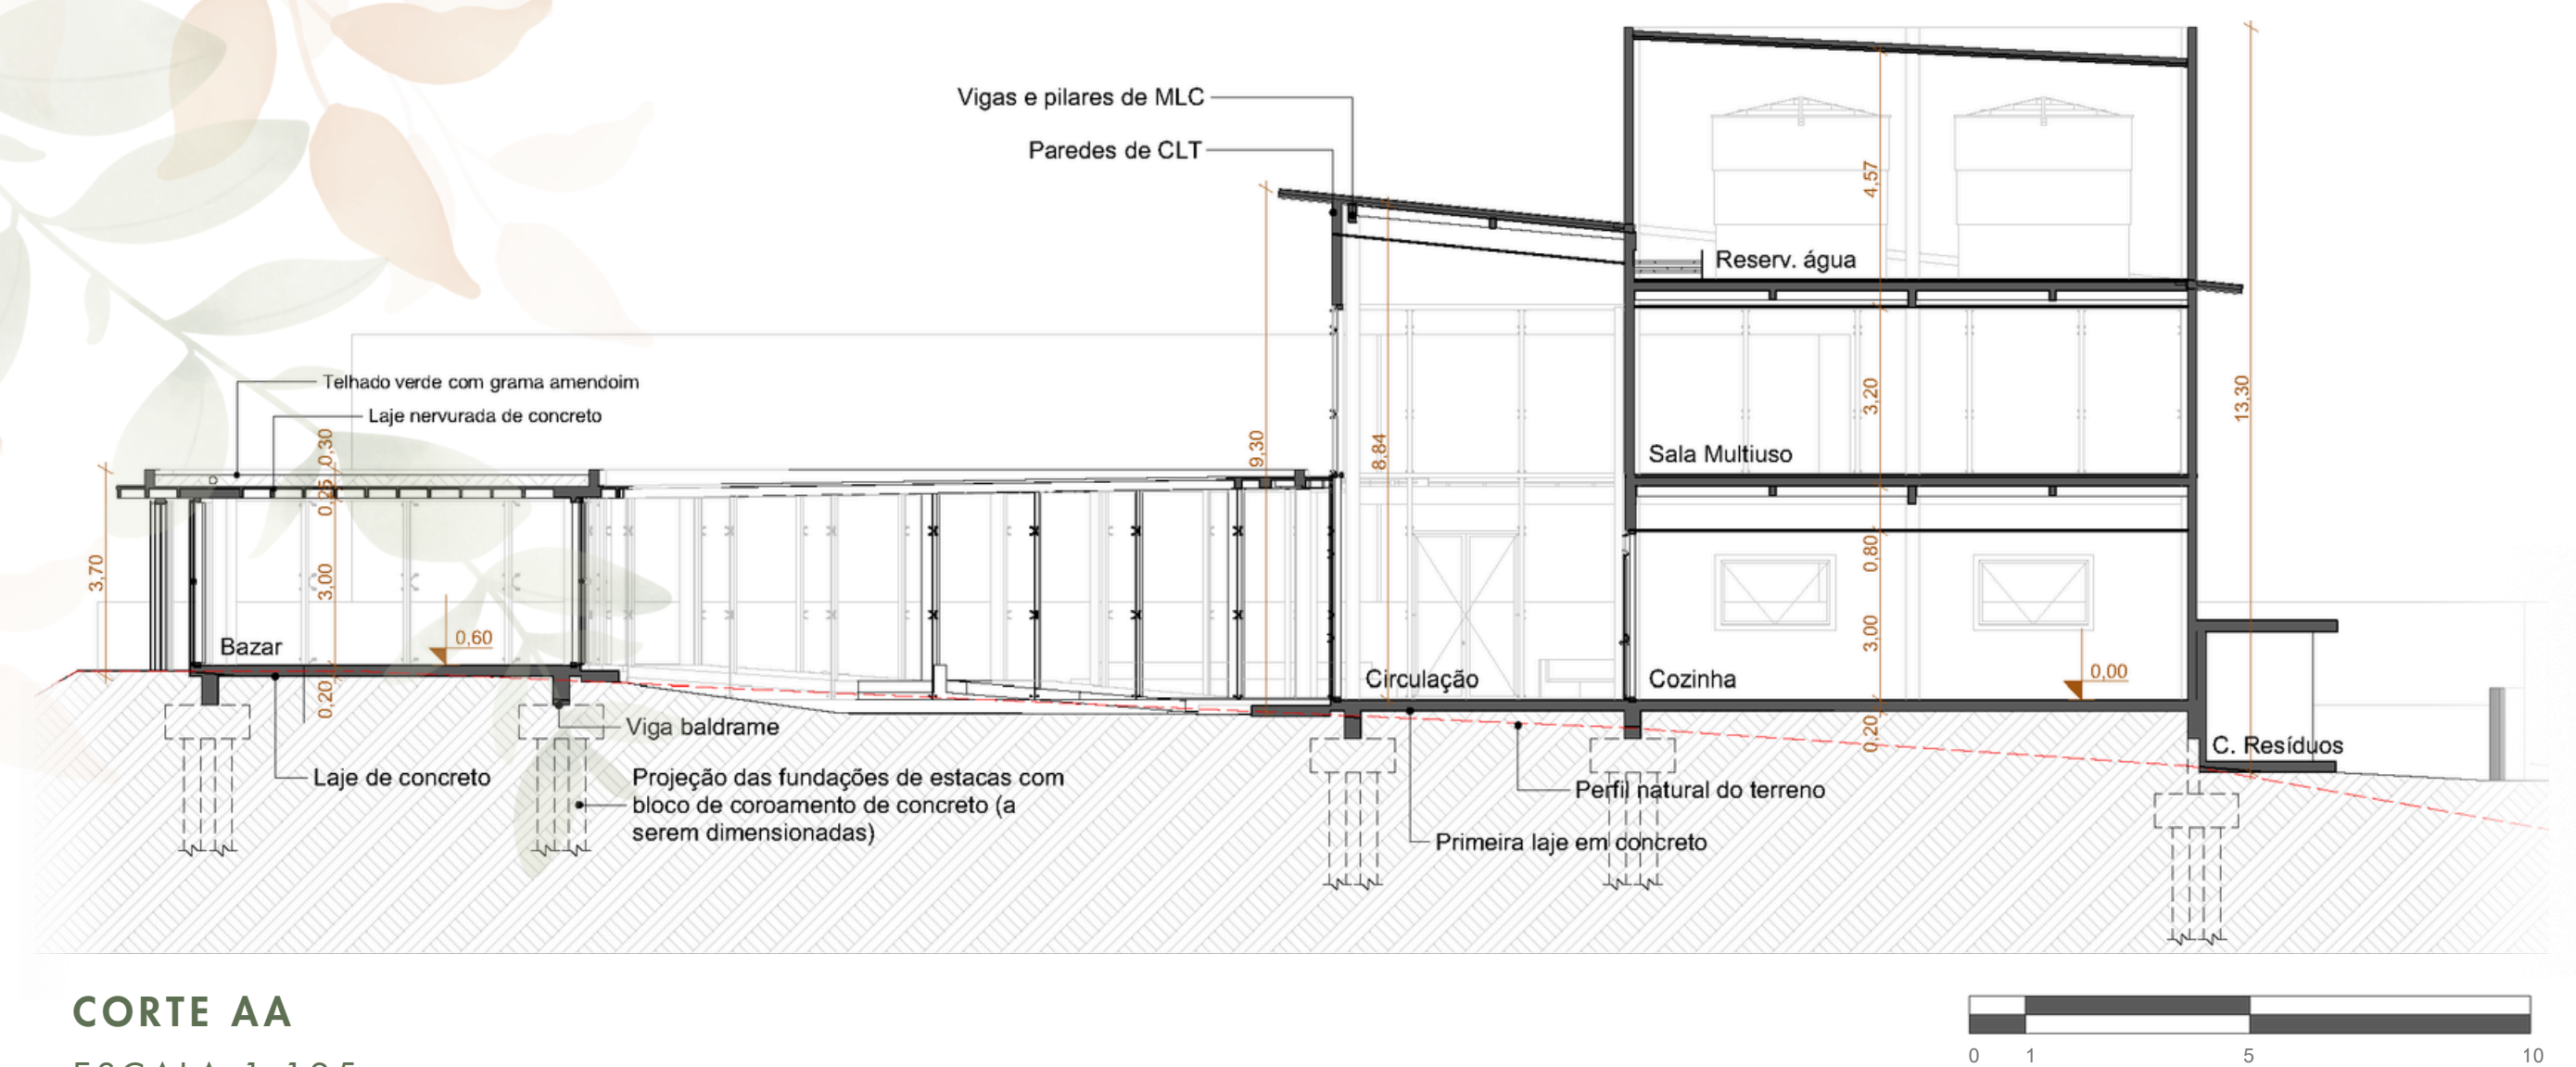 Vigas e pilares de MLC
Paredes de CLT
4,57
Reserv. água
Telhado verde com grama amendoim
Laje nervurada de concreto
0,30
0,25
9,30
8,84
3,20
13,30
Sala Multiuso
3,70
3,00
0,80
Bazar
0,60
3,00
Circulação
Cozinha
0,00
0,20
Viga baldrame
0,20
C. Resíduos
Laje de concreto
Projeção das fundações de estacas com
bloco de coroamento de concreto (a
serem dimensionadas)
Perfil natural do terreno
Primeira laje em concreto
CORTE AA
0 1 5 10